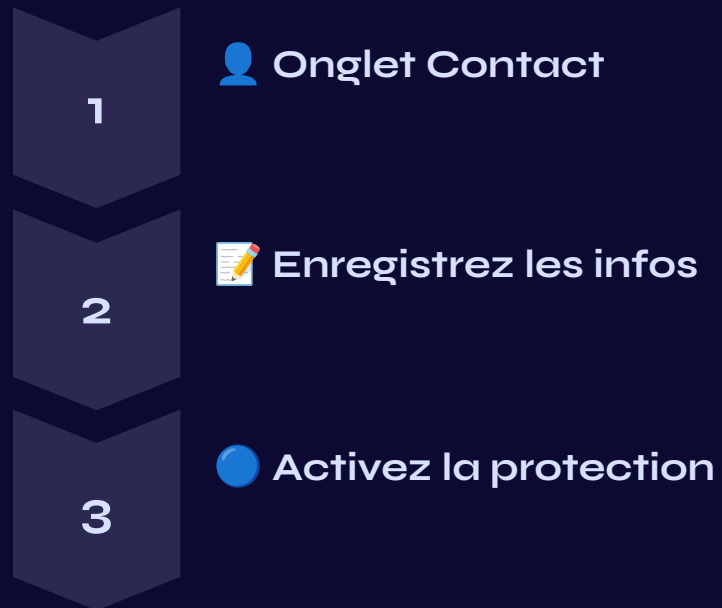 1
👤 Onglet Contact
2
📝 Enregistrez les infos
3
🔵 Activez la protection